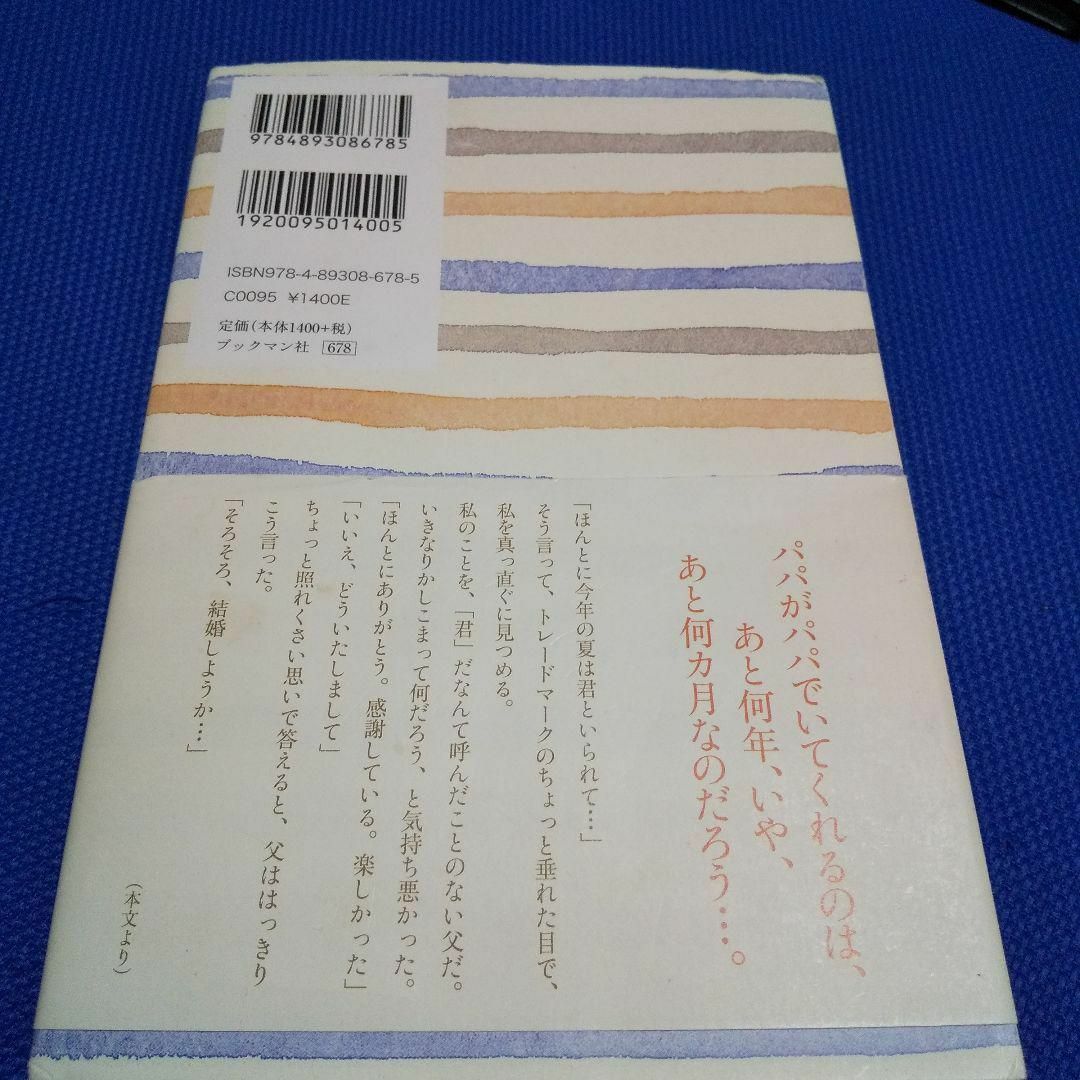 9784893086785
1920095014005
ISBN978-4-89308-678-5
C0095 ¥1400E
定価(本体1400+税)
ブックマン社 678
パパがパパでいてくれるのは、
あと何年、いや、
あと何カ月なのだろう…。
「ほんとに今年の夏は君といられて…」
そう言って、トレードマークのちょっと垂れた目で、
私を真っ直ぐに見つめる。
私のことを、「君」だなんて呼んだことのない父だ。
いきなりかしこまって何だろう、と気持ち悪かった。
「ほんとにありがとう。感謝している。楽しかった」
「いいえ、どういたしまして」
ちょっと照れくさい思いで答えると、父ははっきり
こう言った。
「そろそろ、結婚しようか…」
(本文より)